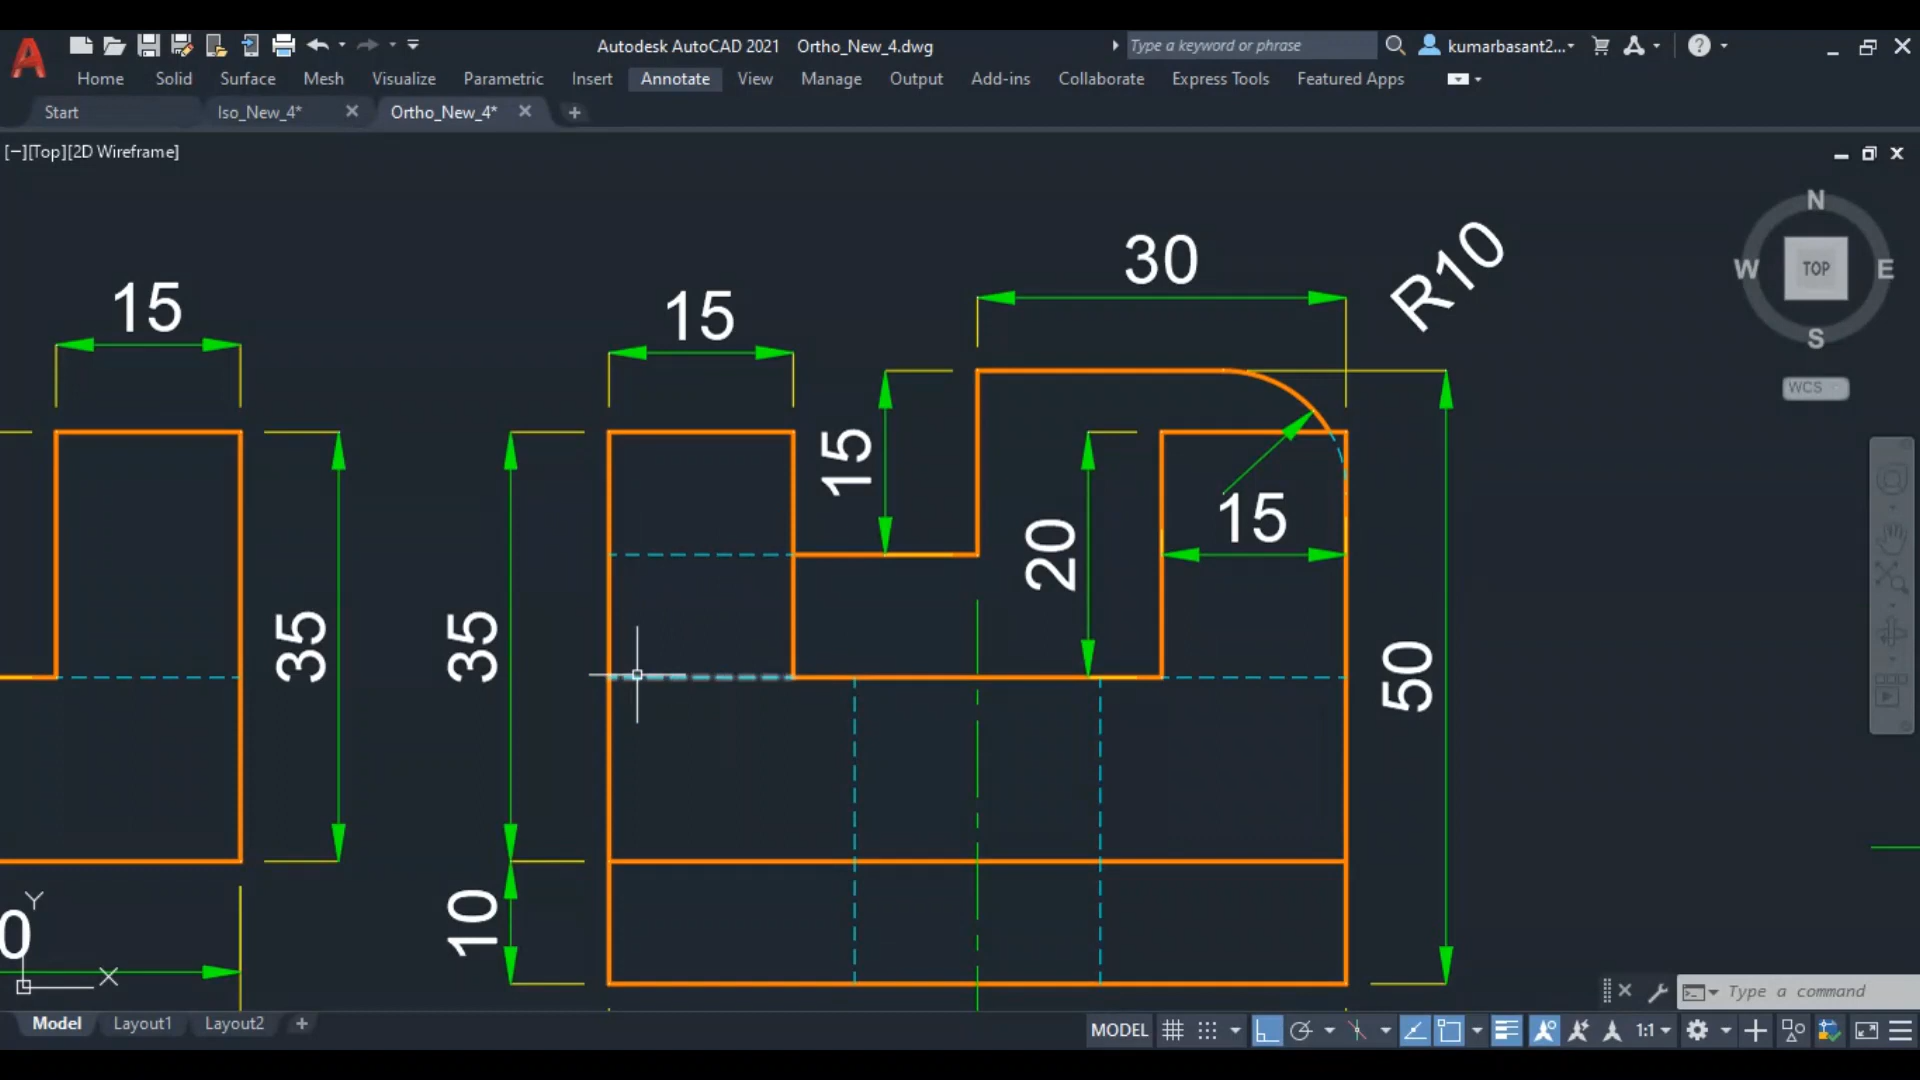 Autodesk AutoCAD 2021 Ortho_New_4.dwg
Type a keyword or phrase
kumarbasant2...
Home Solid Surface Mesh Visualize Parametric Insert Annotate View Manage Output Add-ins Collaborate Express Tools Featured Apps
Start Iso_New_4* Ortho_New_4*
[−][Top][2D Wireframe]
N
W TOP E
S
WCS
15
15
30
R10
15
20
15
35
35
50
10
0
Y
X
Type a command
Model Layout1 Layout2
MODEL 1:1